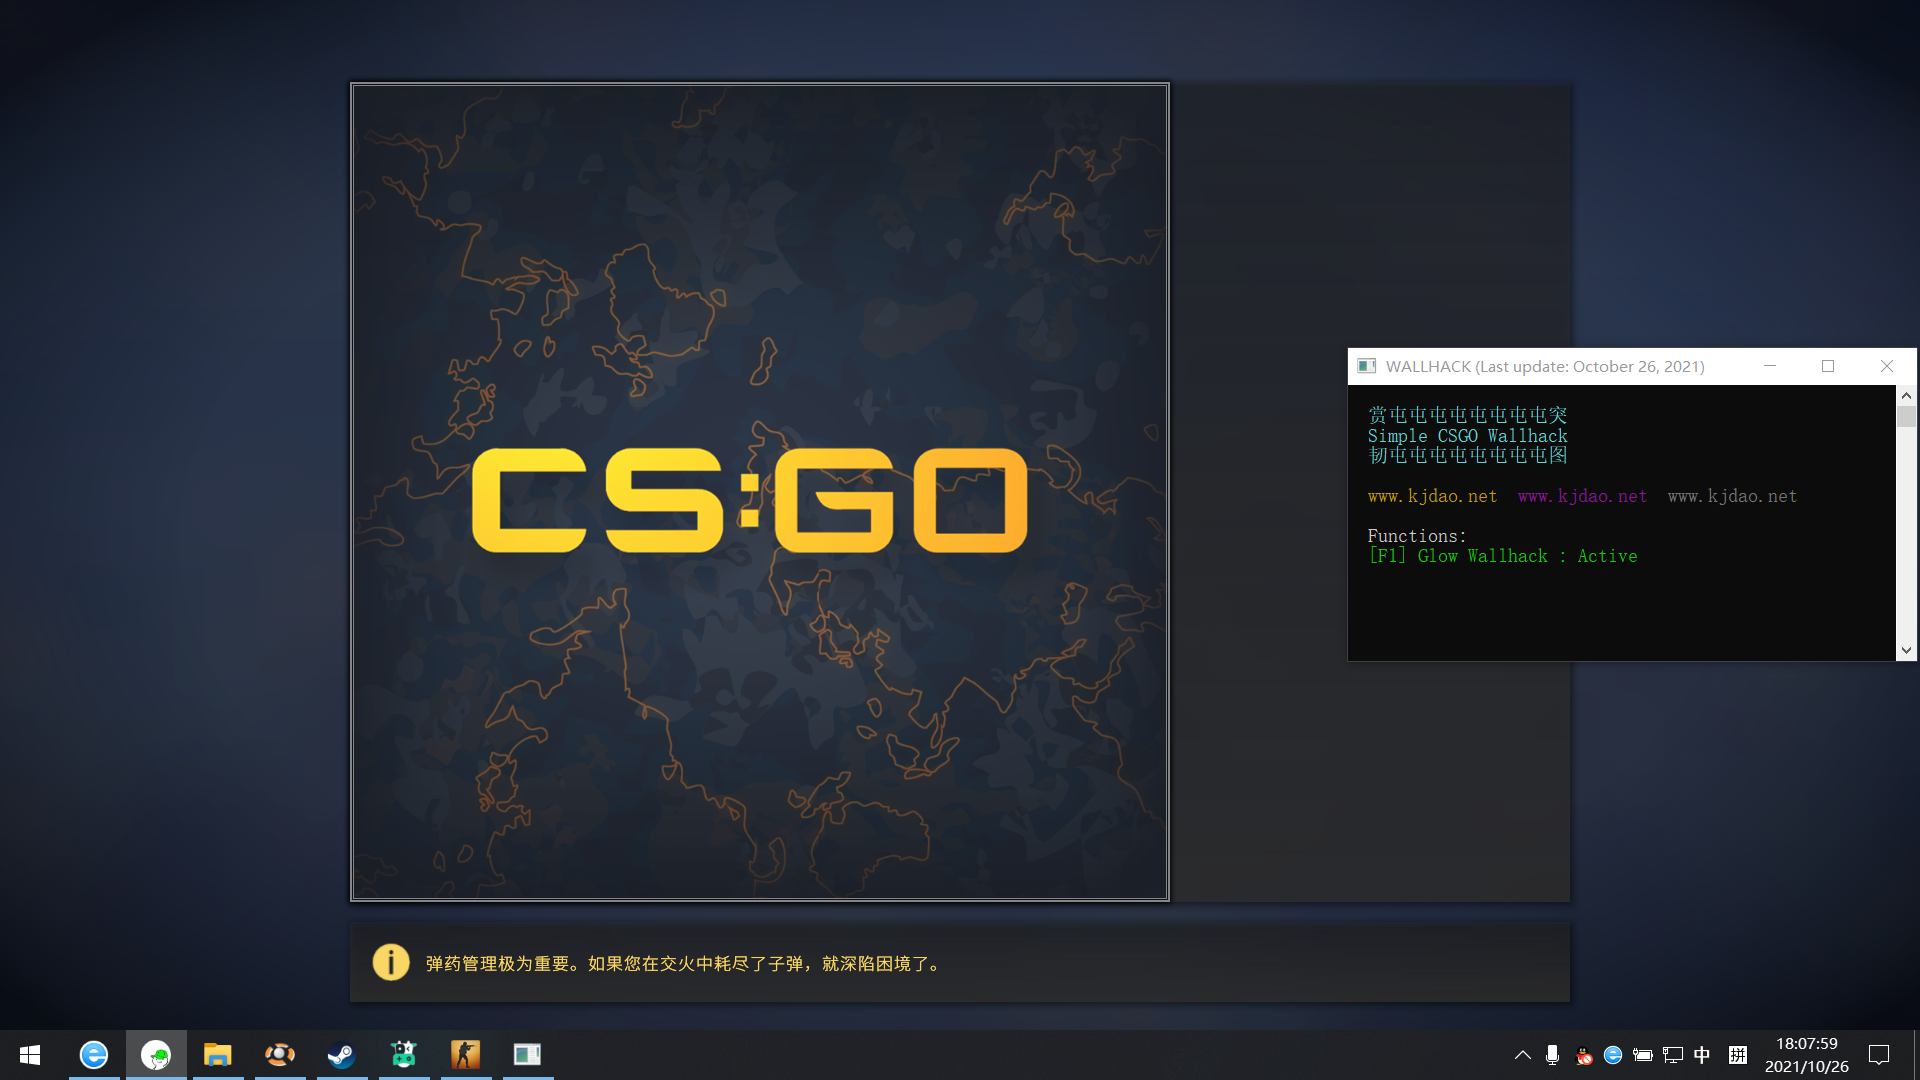 CS:GO
WALLHACK (Last update: October 26, 2021)
赏屯屯屯屯屯屯屯屯突
Simple CSGO Wallhack
韧屯屯屯屯屯屯屯屯图
www.kjdao.net www.kjdao.net www.kjdao.net
Functions:
[F1] Glow Wallhack : Active
弹药管理极为重要。如果您在交火中耗尽了子弹，就深陷困境了。
中 拼 18:07:59
2021/10/26